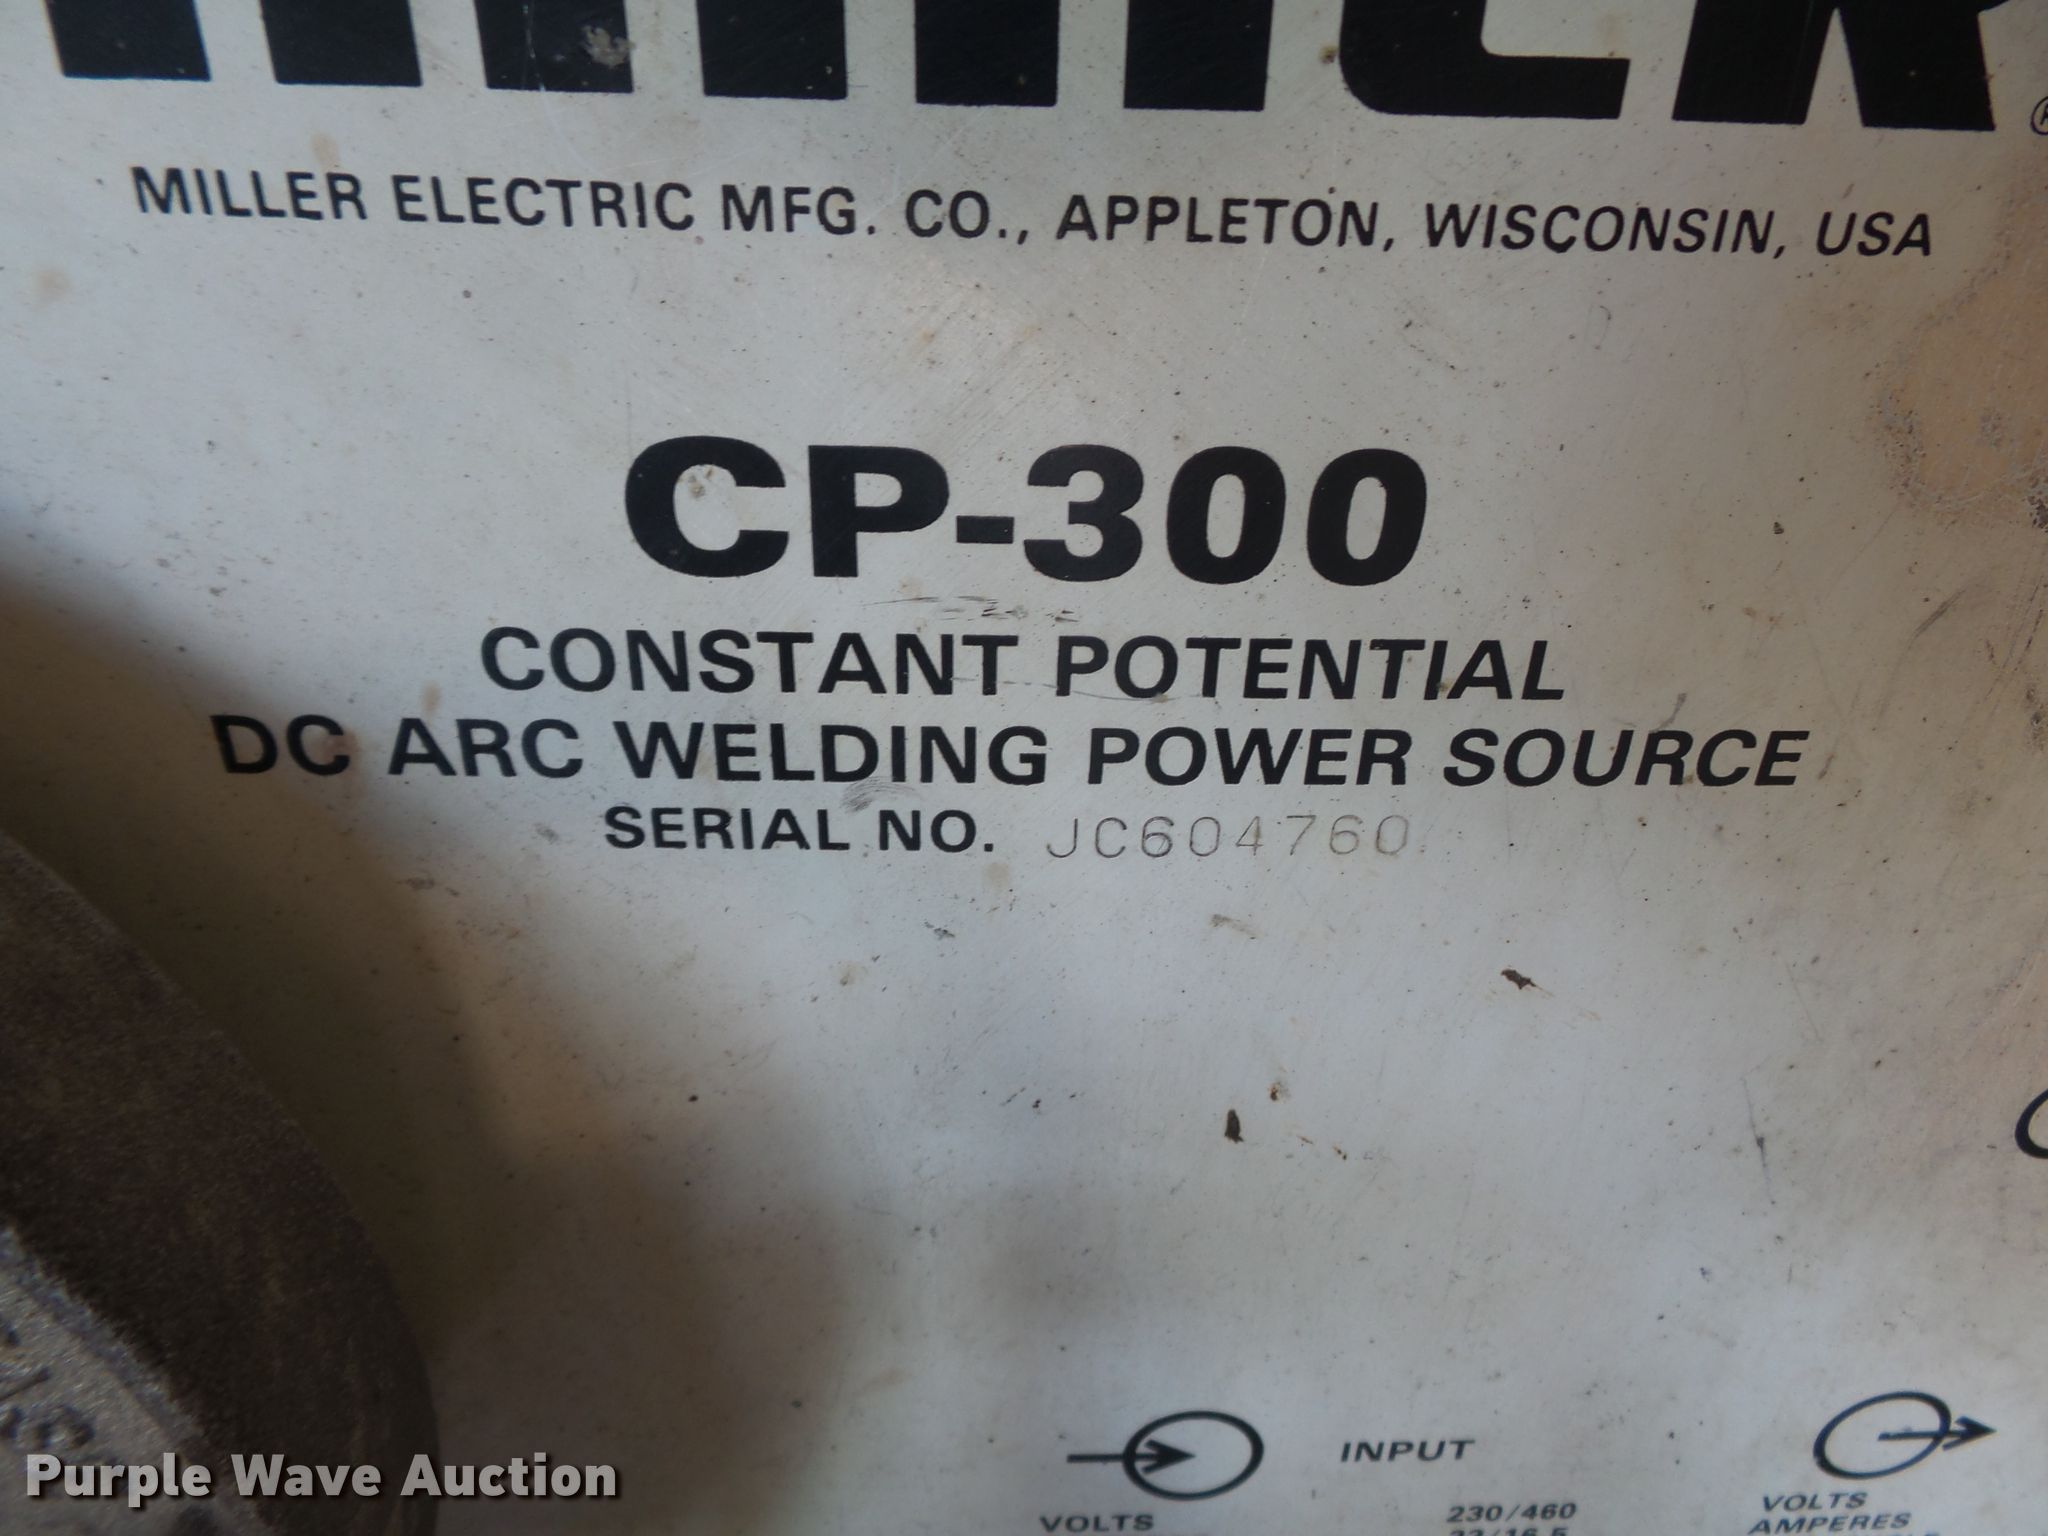 MILLER®
MILLER ELECTRIC MFG. CO., APPLETON, WISCONSIN, USA
CP-300
CONSTANT POTENTIAL
DC ARC WELDING POWER SOURCE
SERIAL NO. JC604760
INPUT
VOLTS 230/460 VOLTS
AMPERES
Purple Wave Auction